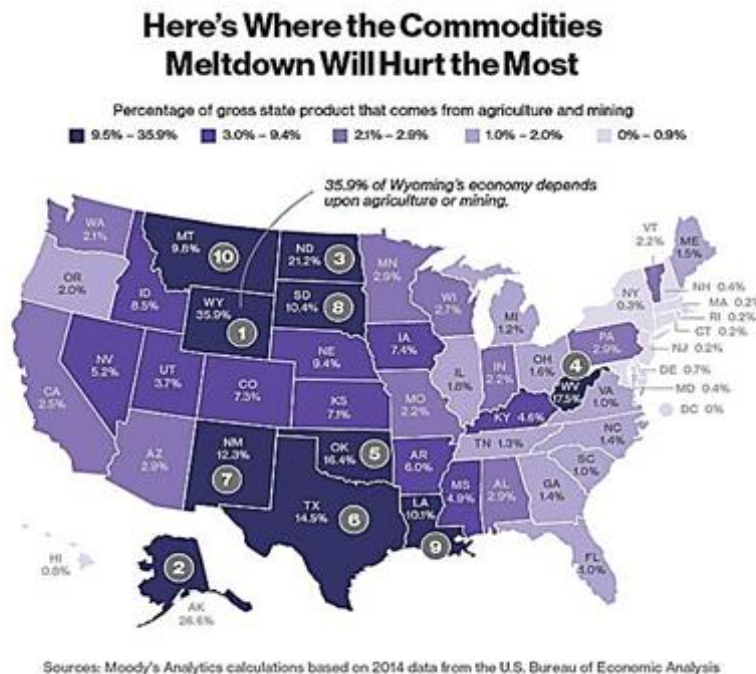 Here's Where the Commodities
Meltdown Will Hurt the Most
Percentage of gross state product that comes from agriculture and mining
9.5% – 35.9% 3.0% – 9.4% 2.1% – 2.9% 1.0% – 2.0% 0% – 0.9%
35.9% of Wyoming's economy depends
upon agriculture or mining.
WA
2.1%
OR
2.0%
CA
2.5%
NV
5.2%
ID
8.5%
MT
9.8%
10
WY
35.9%
1
UT
3.7%
AZ
2.9%
CO
7.3%
NM
12.3%
7
ND
21.2%
3
SD
10.4%
8
NE
9.4%
KS
7.1%
OK
16.4%
5
TX
14.5%
6
MN
2.9%
IA
7.4%
MO
2.2%
AR
6.0%
LA
10.1%
9
WI
2.7%
IL
1.8%
MI
1.2%
IN
2.2%
OH
1.6%
KY 4.6%
TN 1.3%
MS
4.9%
AL
2.9%
GA
1.4%
FL
1.0%
SC
1.0%
NC
1.4%
VA
1.0%
4
WV
17.5%
PA
2.9%
NY
0.3%
VT
2.2%
ME
1.5%
NH 0.4%
MA 0.2%
RI 0.2%
CT 0.2%
NJ 0.2%
DE 0.7%
MD 0.4%
DC 0%
HI
0.8%
2
AK
26.6%
Sources: Moody's Analytics calculations based on 2014 data from the U.S. Bureau of Economic Analysis